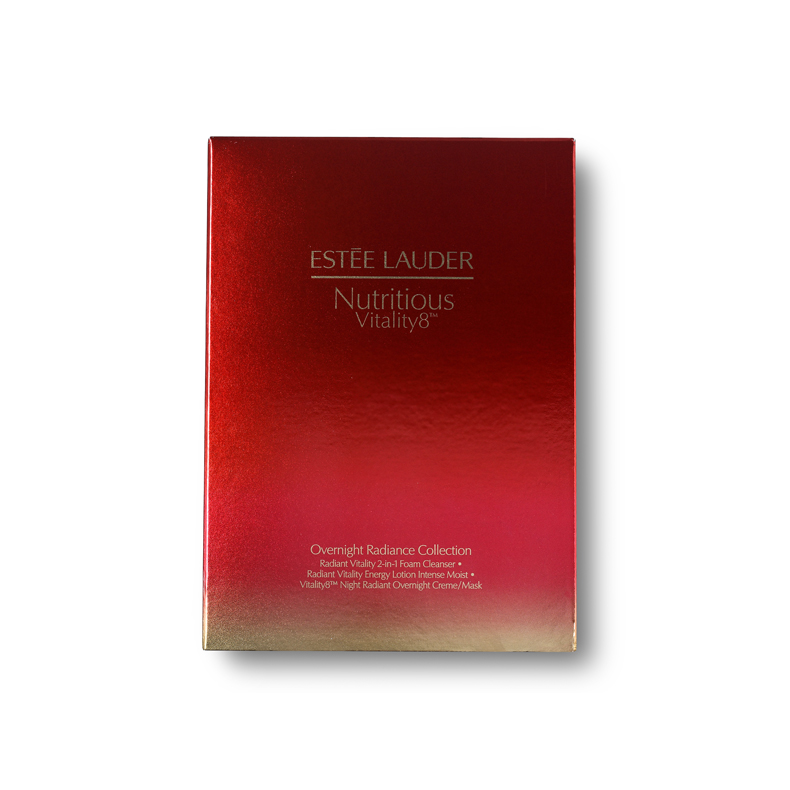 ESTĒE LAUDER
Nutritious
Vitality8™
Overnight Radiance Collection
Radiant Vitality 2-in-1 Foam Cleanser •
Radiant Vitality Energy Lotion Intense Moist •
Vitality8™ Night Radiant Overnight Creme/Mask